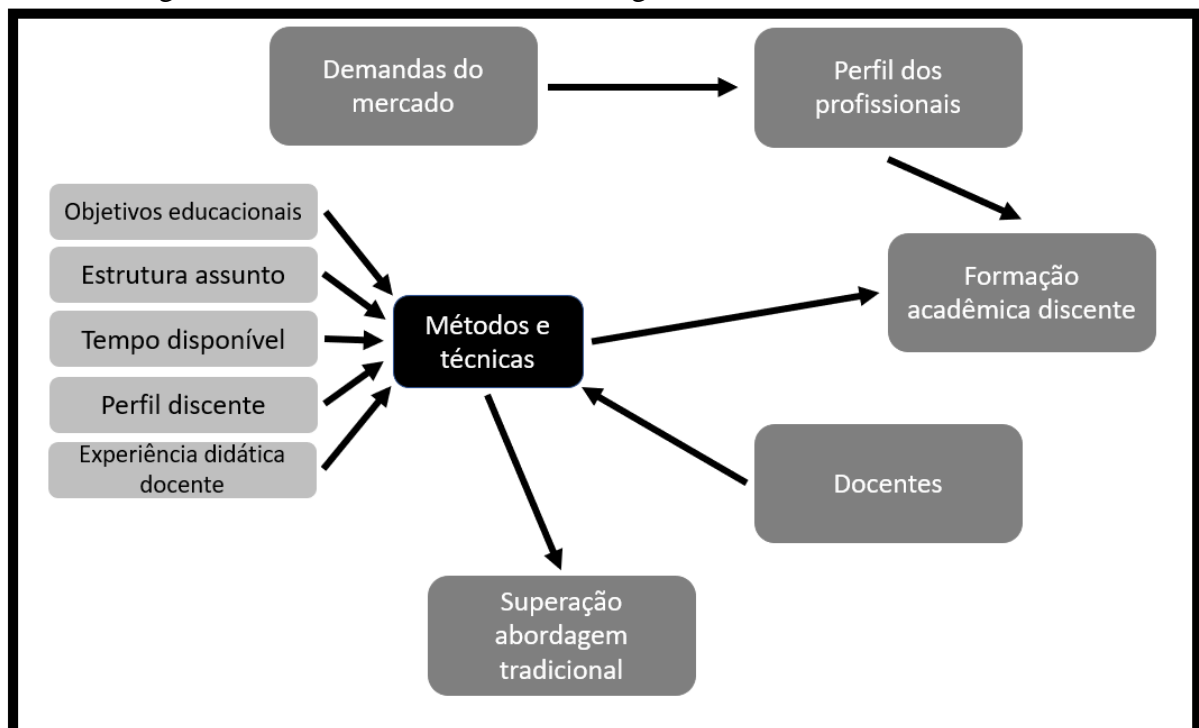 Demandas do
mercado
Perfil dos
profissionais
Objetivos educacionais
Estrutura assunto
Tempo disponível
Perfil discente
Experiência didática
docente
Métodos e
técnicas
Formação
acadêmica discente
Docentes
Superação
abordagem
tradicional